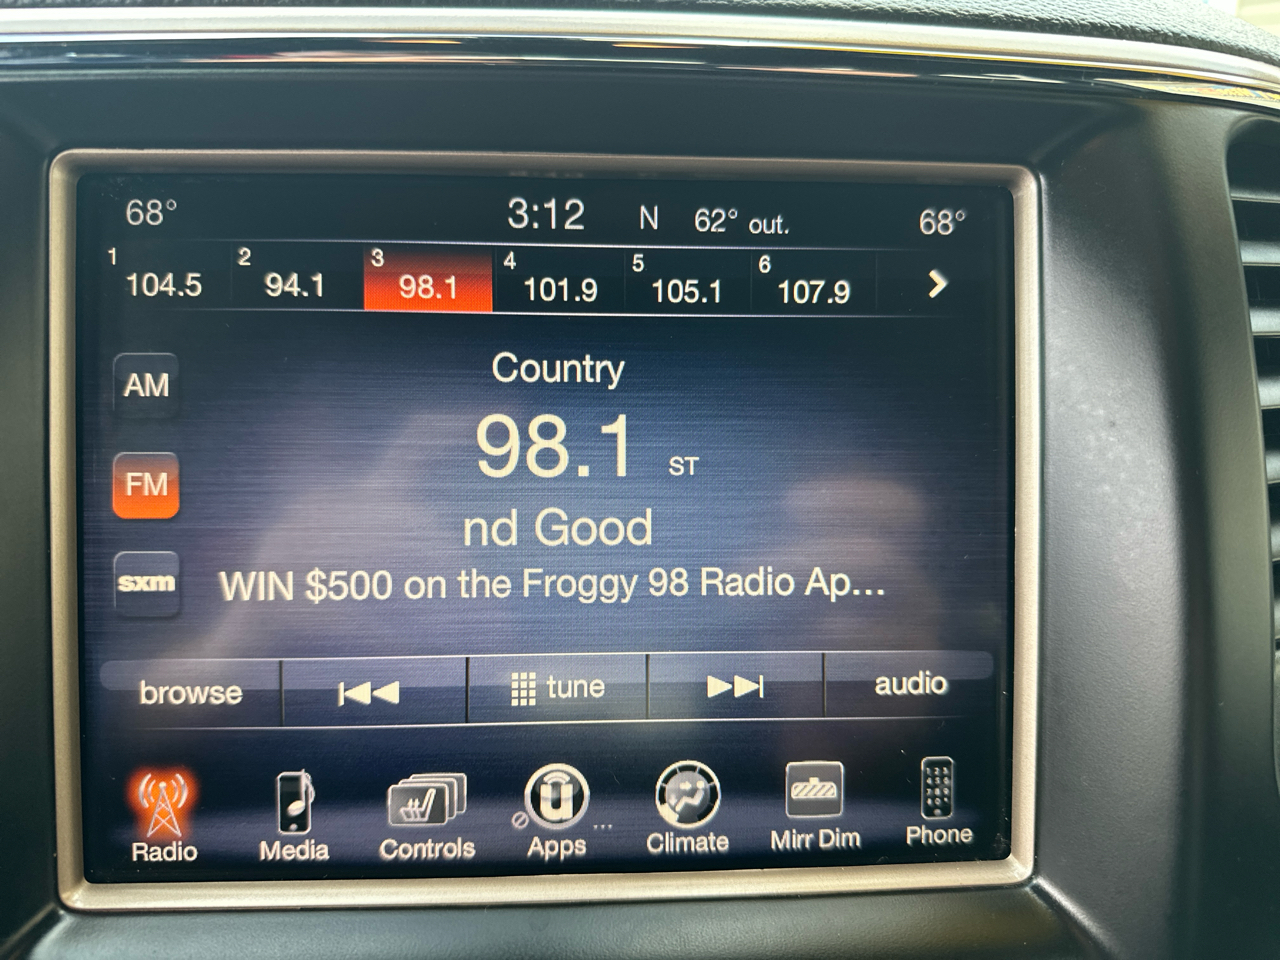 68° 3:12 N 62° out. 68°
1 104.5 2 94.1 3 98.1 4 101.9 5 105.1 6 107.9
Country
AM
98.1 ST
FM
nd Good
sxm
WIN $500 on the Froggy 98 Radio Ap...
browse tune audio
Radio Media Controls Apps ... Climate Mirr Dim Phone